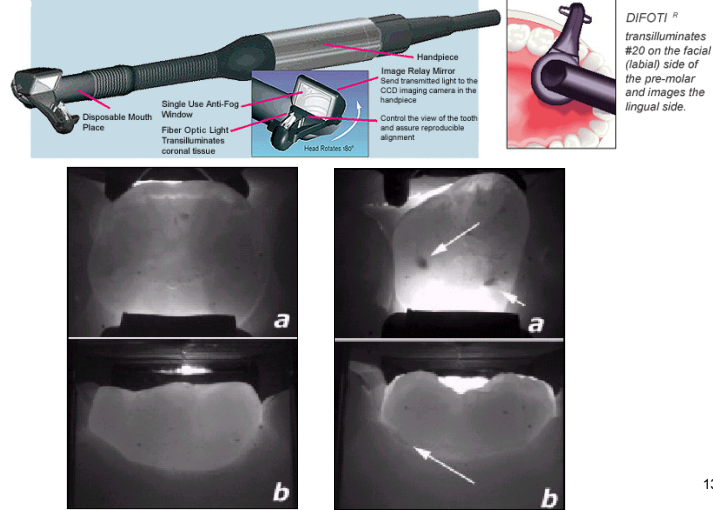 Handpiece
Image Relay Mirror
Send transmitted light to the
CCD imaging camera in the
handpiece
Control the view of the tooth
and assure reproducible
alignment
Single Use Anti-Fog
Window
Fiber Optic Light
Transilluminates
coronal tissue
Disposable Mouth
Place
Head Rotates 180°
DIFOTI R
transilluminates
#20 on the facial
(labial) side of
the pre-molar
and images the
lingual side.
a
a
b
b